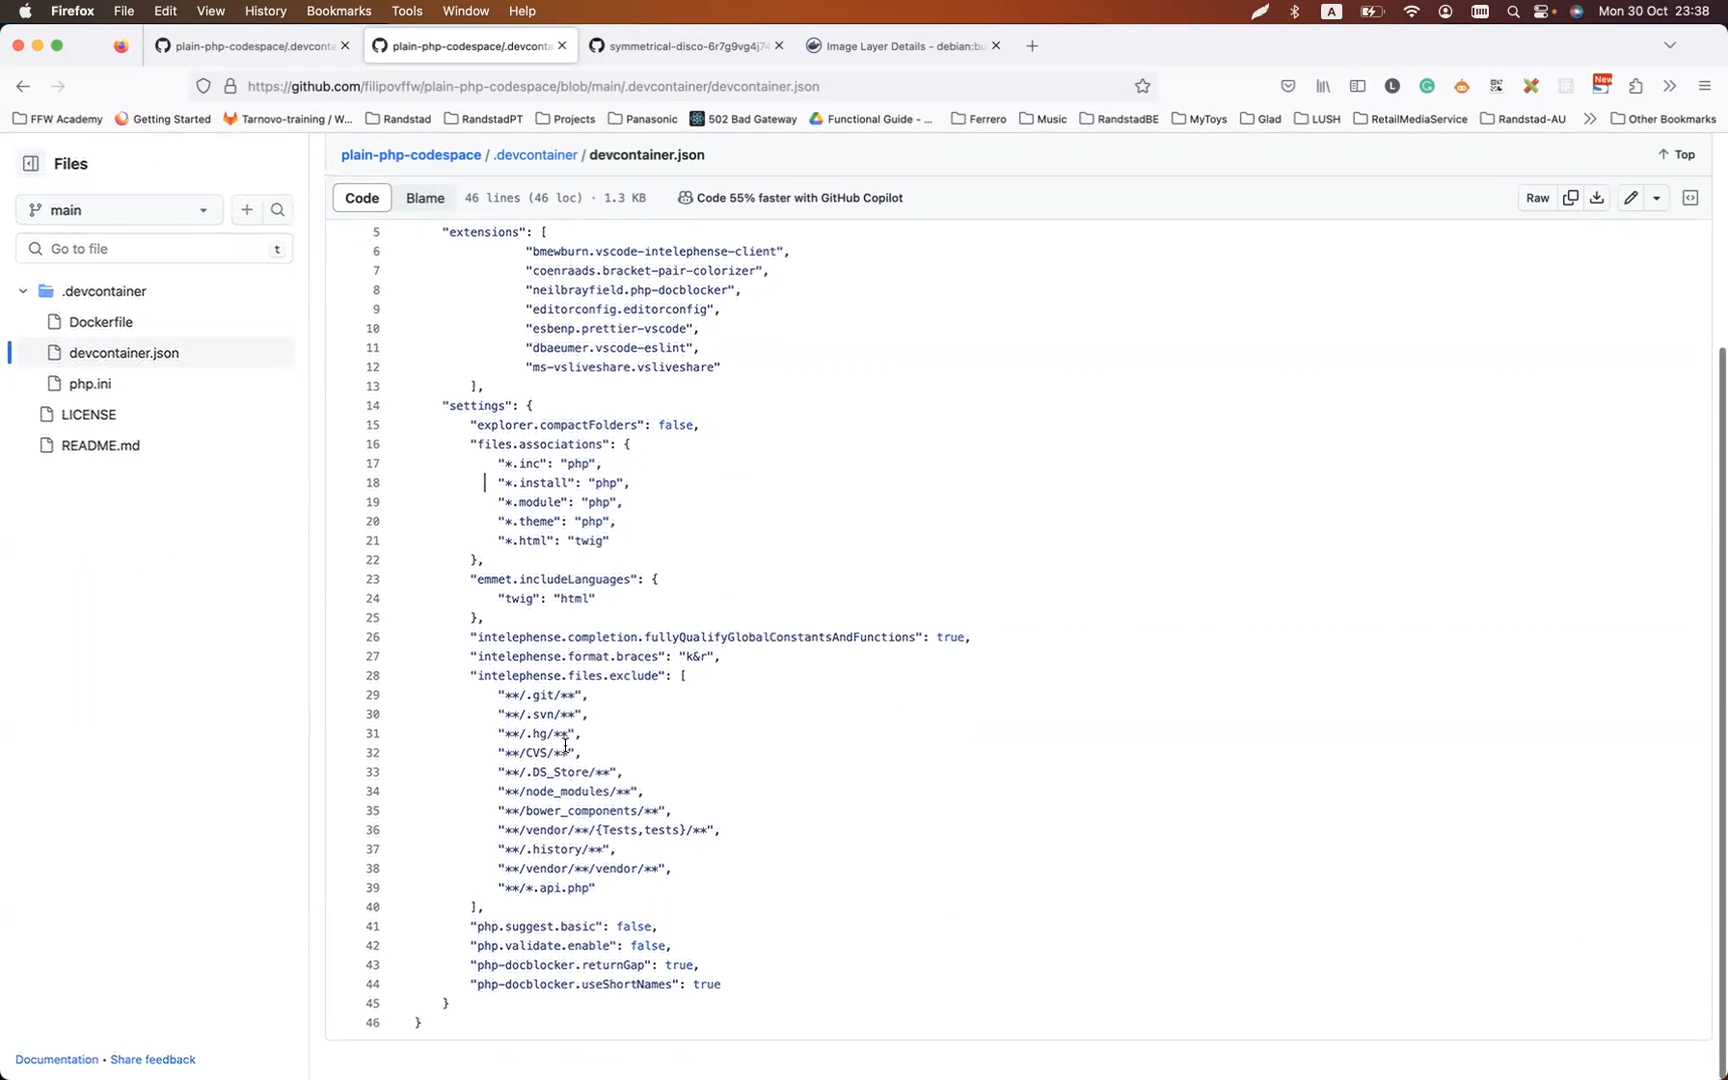 Firefox File Edit View History Bookmarks Tools Window Help A Mon 30 Oct 23:38
plain-php-codespace/.devconta plain-php-codespace/.devconta symmetrical-disco-6r7g9vg4j74 Image Layer Details - debian:bu
https://github.com/filipovffw/plain-php-codespace/blob/main/.devcontainer/devcontainer.json L New
FFW Academy Getting Started Tarnovo-training / W... Randstad RandstadPT Projects Panasonic 502 Bad Gateway Functional Guide - ... Ferrero Music RandstadBE MyToys Glad LUSH RetailMediaService Randstad-AU Other Bookmarks
Files
main
Go to file t
.devcontainer
Dockerfile
devcontainer.json
php.ini
LICENSE
README.md
Documentation • Share feedback
plain-php-codespace / .devcontainer / devcontainer.json Top
Code Blame 46 lines (46 loc) · 1.3 KB Code 55% faster with GitHub Copilot Raw
5 "extensions": [
6 "bmewburn.vscode-intelephense-client",
7 "coenraads.bracket-pair-colorizer",
8 "neilbrayfield.php-docblocker",
9 "editorconfig.editorconfig",
10 "esbenp.prettier-vscode",
11 "dbaeumer.vscode-eslint",
12 "ms-vsliveshare.vsliveshare"
13 ],
14 "settings": {
15 "explorer.compactFolders": false,
16 "files.associations": {
17 "*.inc": "php",
18 "*.install": "php",
19 "*.module": "php",
20 "*.theme": "php",
21 "*.html": "twig"
22 },
23 "emmet.includeLanguages": {
24 "twig": "html"
25 },
26 "intelephense.completion.fullyQualifyGlobalConstantsAndFunctions": true,
27 "intelephense.format.braces": "k&r",
28 "intelephense.files.exclude": [
29 "**/.git/**",
30 "**/.svn/**",
31 "**/.hg/**",
32 "**/CVS/**",
33 "**/.DS_Store/**",
34 "**/node_modules/**",
35 "**/bower_components/**",
36 "**/vendor/**/{Tests,tests}/**",
37 "**/.history/**",
38 "**/vendor/**/vendor/**",
39 "**/*.api.php"
40 ],
41 "php.suggest.basic": false,
42 "php.validate.enable": false,
43 "php-docblocker.returnGap": true,
44 "php-docblocker.useShortNames": true
45 }
46 }